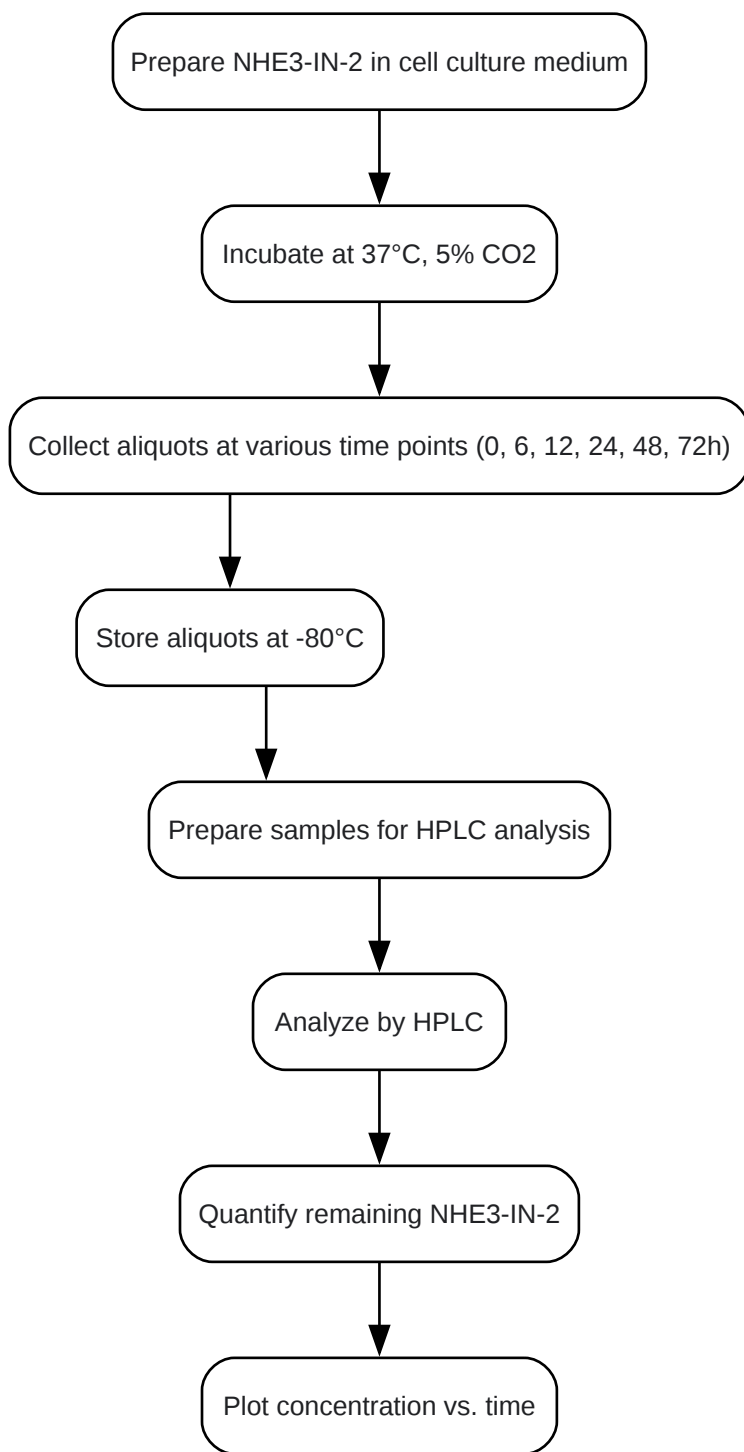 Prepare NHE3-IN-2 in cell culture medium
Incubate at 37°C, 5% CO2
Collect aliquots at various time points (0, 6, 12, 24, 48, 72h)
Store aliquots at -80°C
Prepare samples for HPLC analysis
Analyze by HPLC
Quantify remaining NHE3-IN-2
Plot concentration vs. time